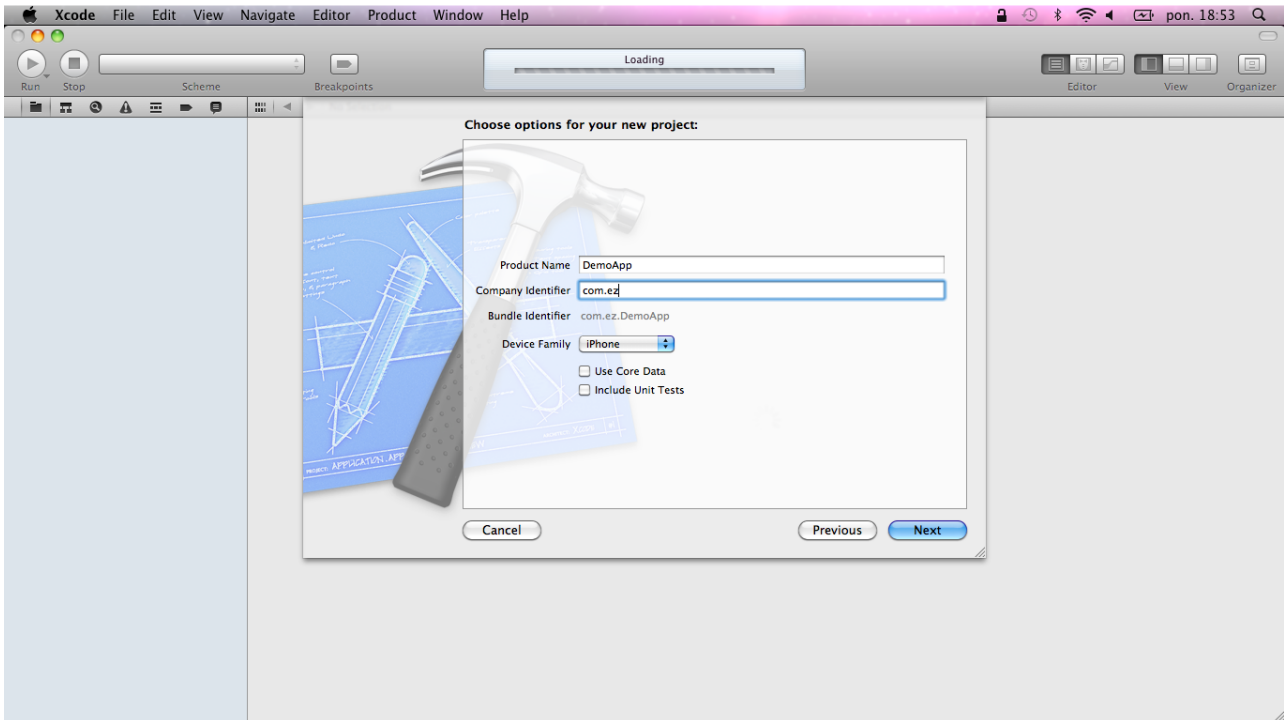 Xcode File Edit View Navigate Editor Product Window Help pon. 18:53
Loading
Run Stop Scheme Breakpoints Editor View Organizer
Choose options for your new project:
Product Name DemoApp
Company Identifier com.ez
Bundle Identifier com.ez.DemoApp
Device Family iPhone
Use Core Data
Include Unit Tests
APPLICATION.APP
Cancel Previous Next